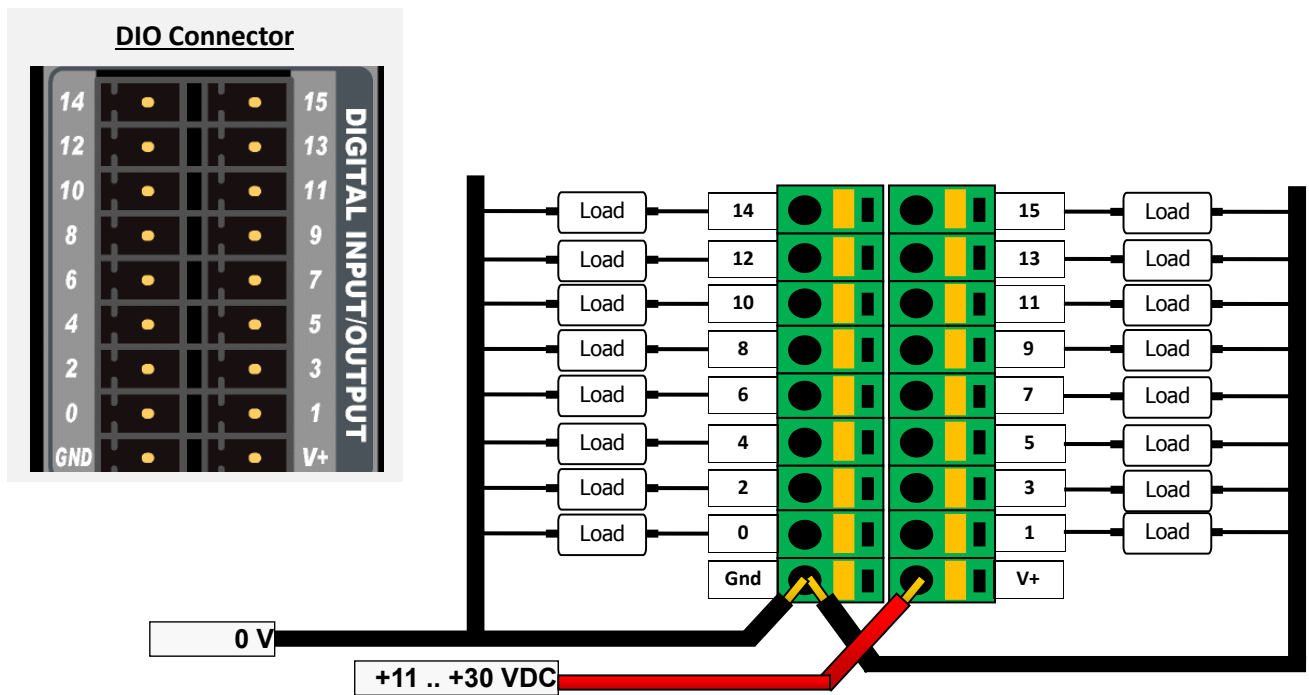 DIO Connector
14 15
12 13
10 11
8 9
6 7
4 5
2 3
0 1
GND V+
DIGITAL INPUT/OUTPUT
Load 14 15 Load
Load 12 13 Load
Load 10 11 Load
Load 8 9 Load
Load 6 7 Load
Load 4 5 Load
Load 2 3 Load
Load 0 1 Load
Gnd V+
0 V
+11 .. +30 VDC